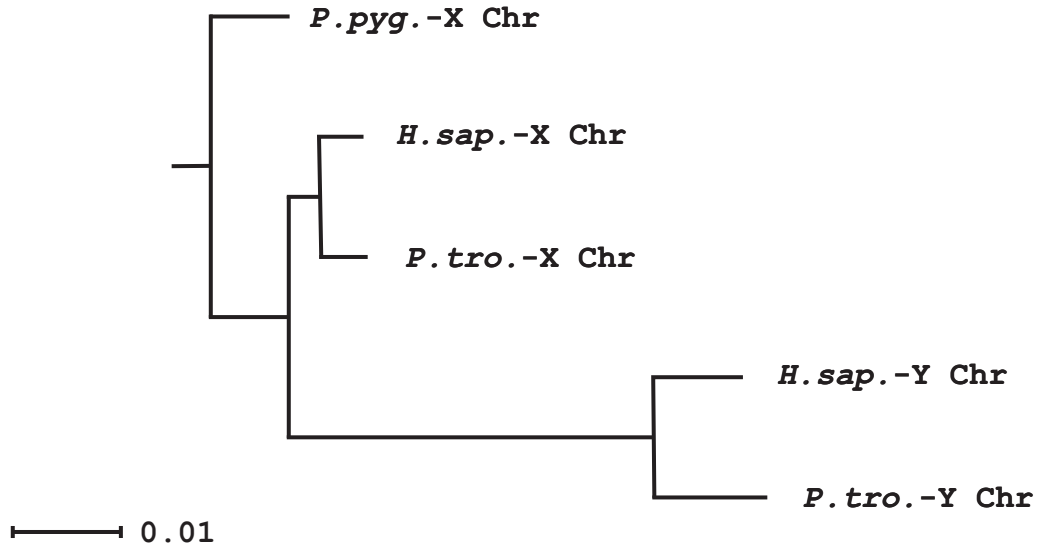 P.pyg.-X Chr
H.sap.-X Chr
P.tro.-X Chr
H.sap.-Y Chr
P.tro.-Y Chr
0.01